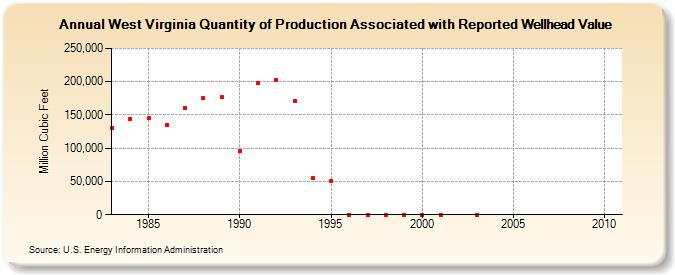 Annual West Virginia Quantity of Production Associated with Reported Wellhead Value
Million Cubic Feet
250,000
200,000
150,000
100,000
50,000
0
1985 1990 1995 2000 2005 2010
Source: U.S. Energy Information Administration